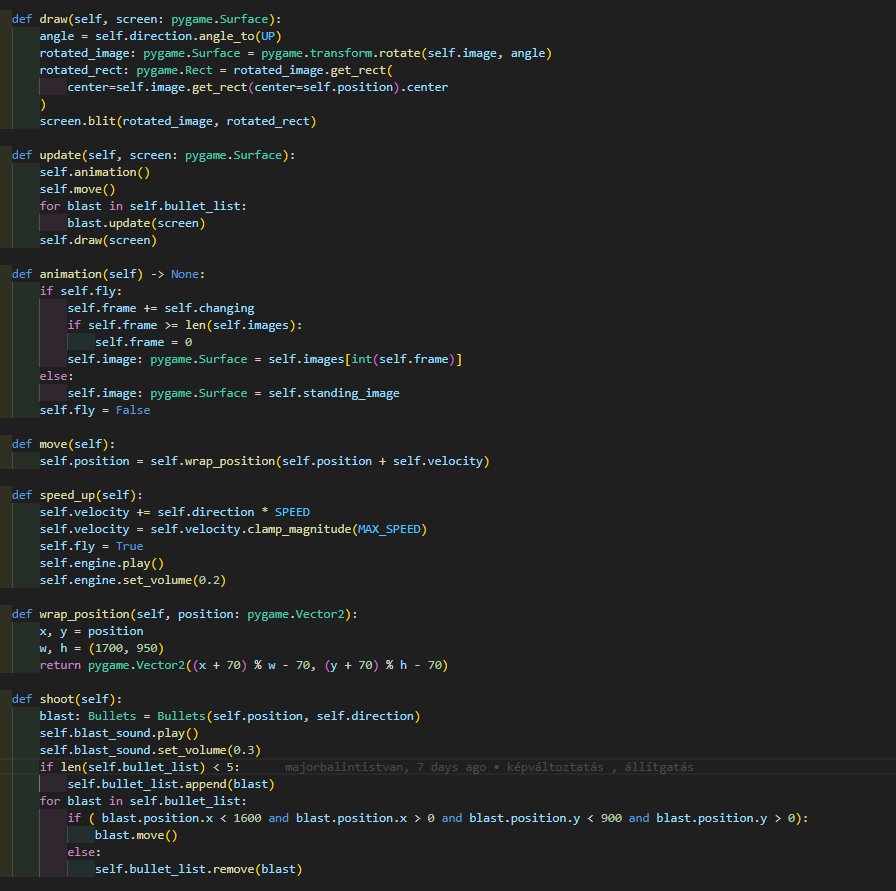 def draw(self, screen: pygame.Surface):
    angle = self.direction.angle_to(UP)
    rotated_image: pygame.Surface = pygame.transform.rotate(self.image, angle)
    rotated_rect: pygame.Rect = rotated_image.get_rect(
        center=self.image.get_rect(center=self.position).center
    )
    screen.blit(rotated_image, rotated_rect)

def update(self, screen: pygame.Surface):
    self.animation()
    self.move()
    for blast in self.bullet_list:
        blast.update(screen)
    self.draw(screen)

def animation(self) -> None:
    if self.fly:
        self.frame += self.changing
        if self.frame >= len(self.images):
            self.frame = 0
        self.image: pygame.Surface = self.images[int(self.frame)]
    else:
        self.image: pygame.Surface = self.standing_image
    self.fly = False

def move(self):
    self.position = self.wrap_position(self.position + self.velocity)

def speed_up(self):
    self.velocity += self.direction * SPEED
    self.velocity = self.velocity.clamp_magnitude(MAX_SPEED)
    self.fly = True
    self.engine.play()
    self.engine.set_volume(0.2)

def wrap_position(self, position: pygame.Vector2):
    x, y = position
    w, h = (1700, 950)
    return pygame.Vector2((x + 70) % w - 70, (y + 70) % h - 70)

def shoot(self):
    blast: Bullets = Bullets(self.position, self.direction)
    self.blast_sound.play()
    self.blast_sound.set_volume(0.3)
    if len(self.bullet_list) < 5:      majorbalintistvan, 7 days ago • képváltoztatás , állítgatás
        self.bullet_list.append(blast)
    for blast in self.bullet_list:
        if ( blast.position.x < 1600 and blast.position.x > 0 and blast.position.y < 900 and blast.position.y > 0):
            blast.move()
        else:
            self.bullet_list.remove(blast)